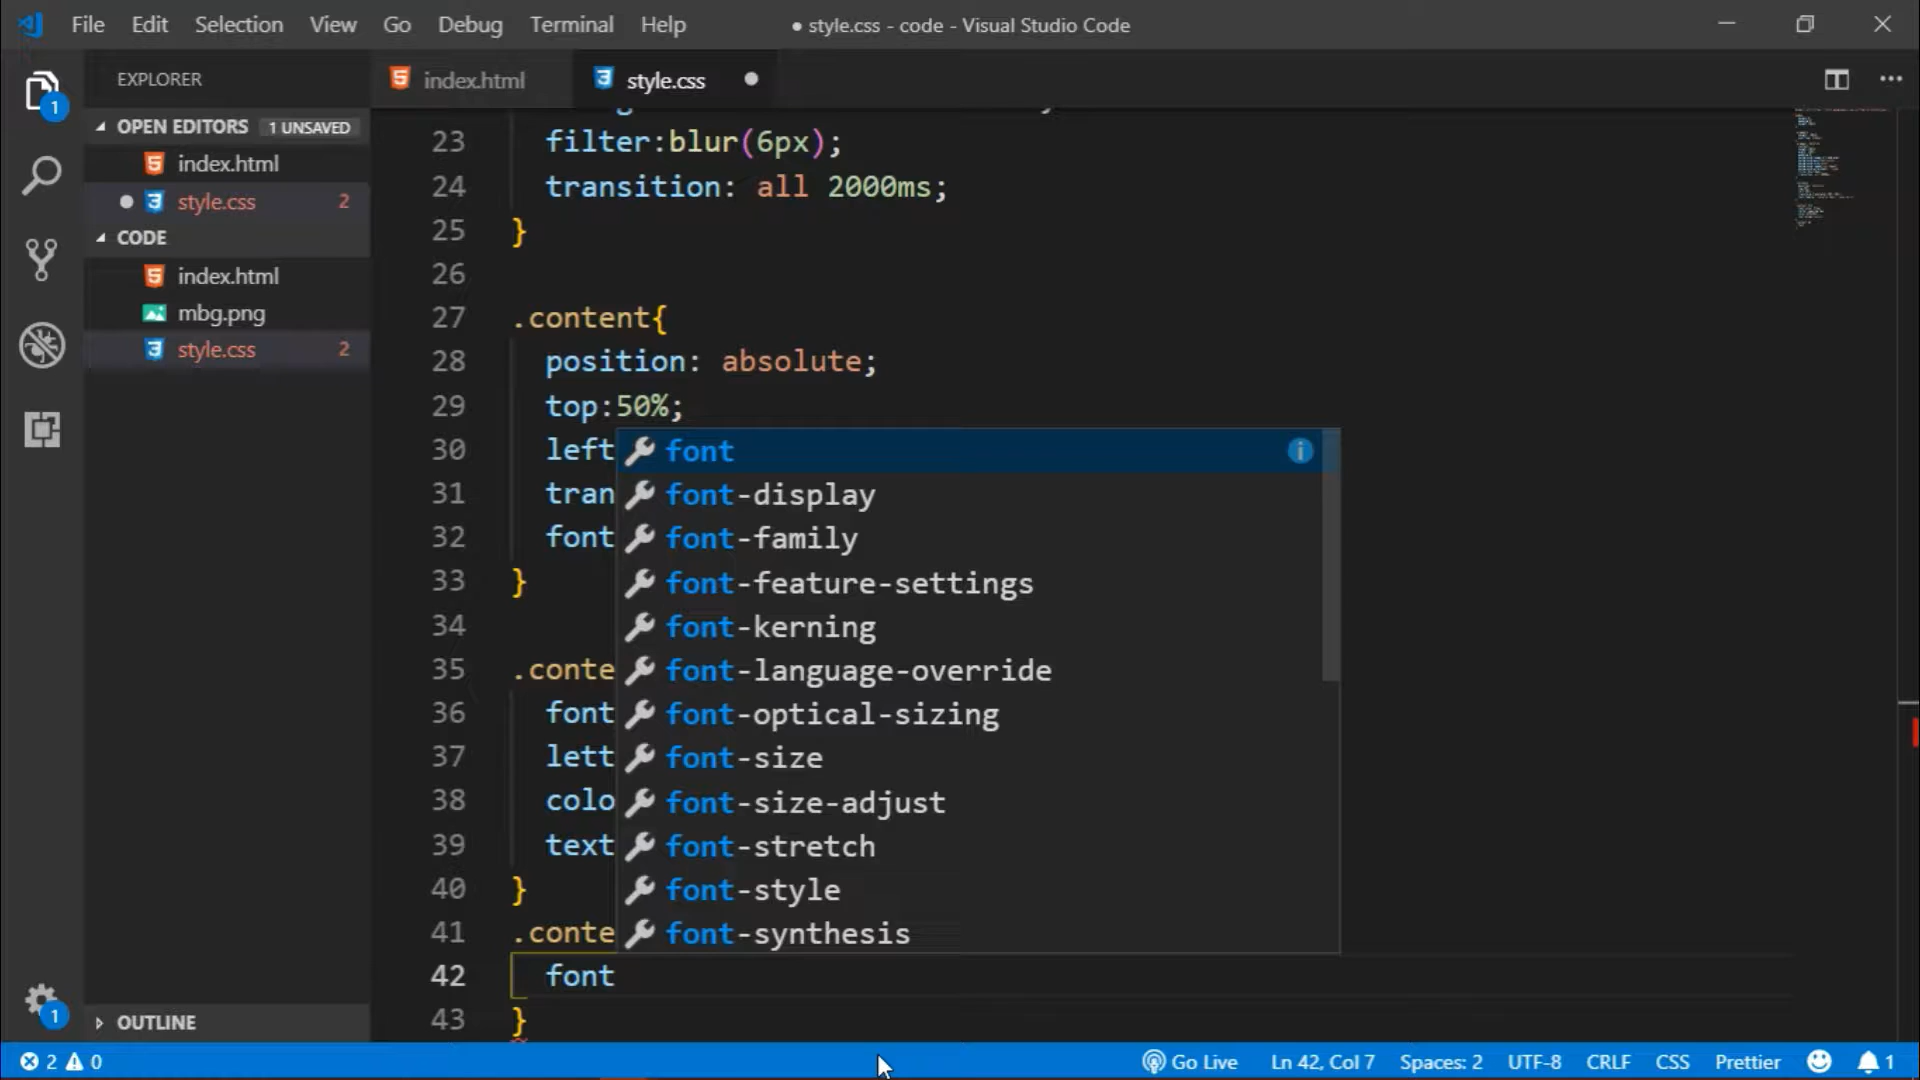 File Edit Selection View Go Debug Terminal Help ● style.css - code - Visual Studio Code
EXPLORER
OPEN EDITORS 1 UNSAVED
index.html
style.css 2
CODE
index.html
mbg.png
style.css 2
OUTLINE
index.html style.css
23 filter:blur(6px);
24 transition: all 2000ms;
25 }
26
27 .content{
28 position: absolute;
29 top:50%;
30 left
31 tran
32 font
33 }
34
35 .conte
36 font
37 lett
38 colo
39 text
40 }
41 .conte
42 font
43 }
font
font-display
font-family
font-feature-settings
font-kerning
font-language-override
font-optical-sizing
font-size
font-size-adjust
font-stretch
font-style
font-synthesis
1
1
2 0 Go Live Ln 42, Col 7 Spaces: 2 UTF-8 CRLF CSS Prettier 1